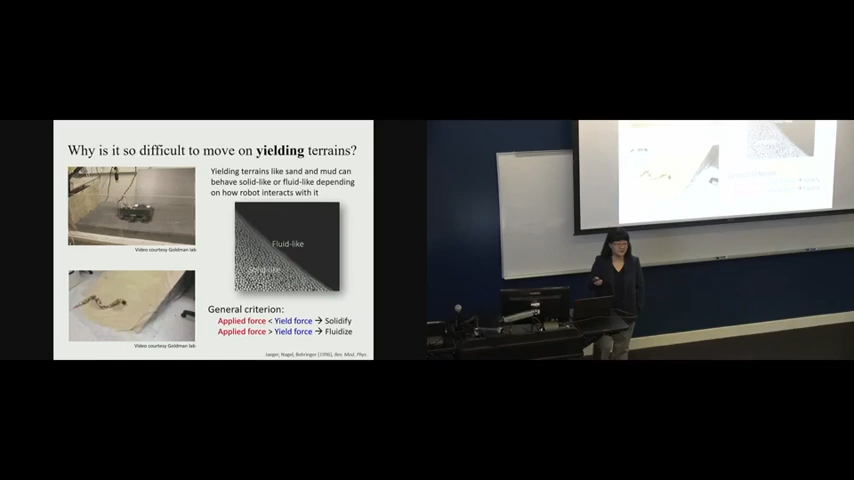 Why is it so difficult to move on yielding terrains?
Yielding terrains like sand and mud can
behave solid-like or fluid-like depending
on how robot interacts with it
Video courtesy Goldman lab
Fluid-like
Solid-like
Video courtesy Goldman lab
General criterion:
Applied force < Yield force → Solidify
Applied force > Yield force → Fluidize
Jaeger, Nagel, Behringer (1996), Rev. Mod. Phys.